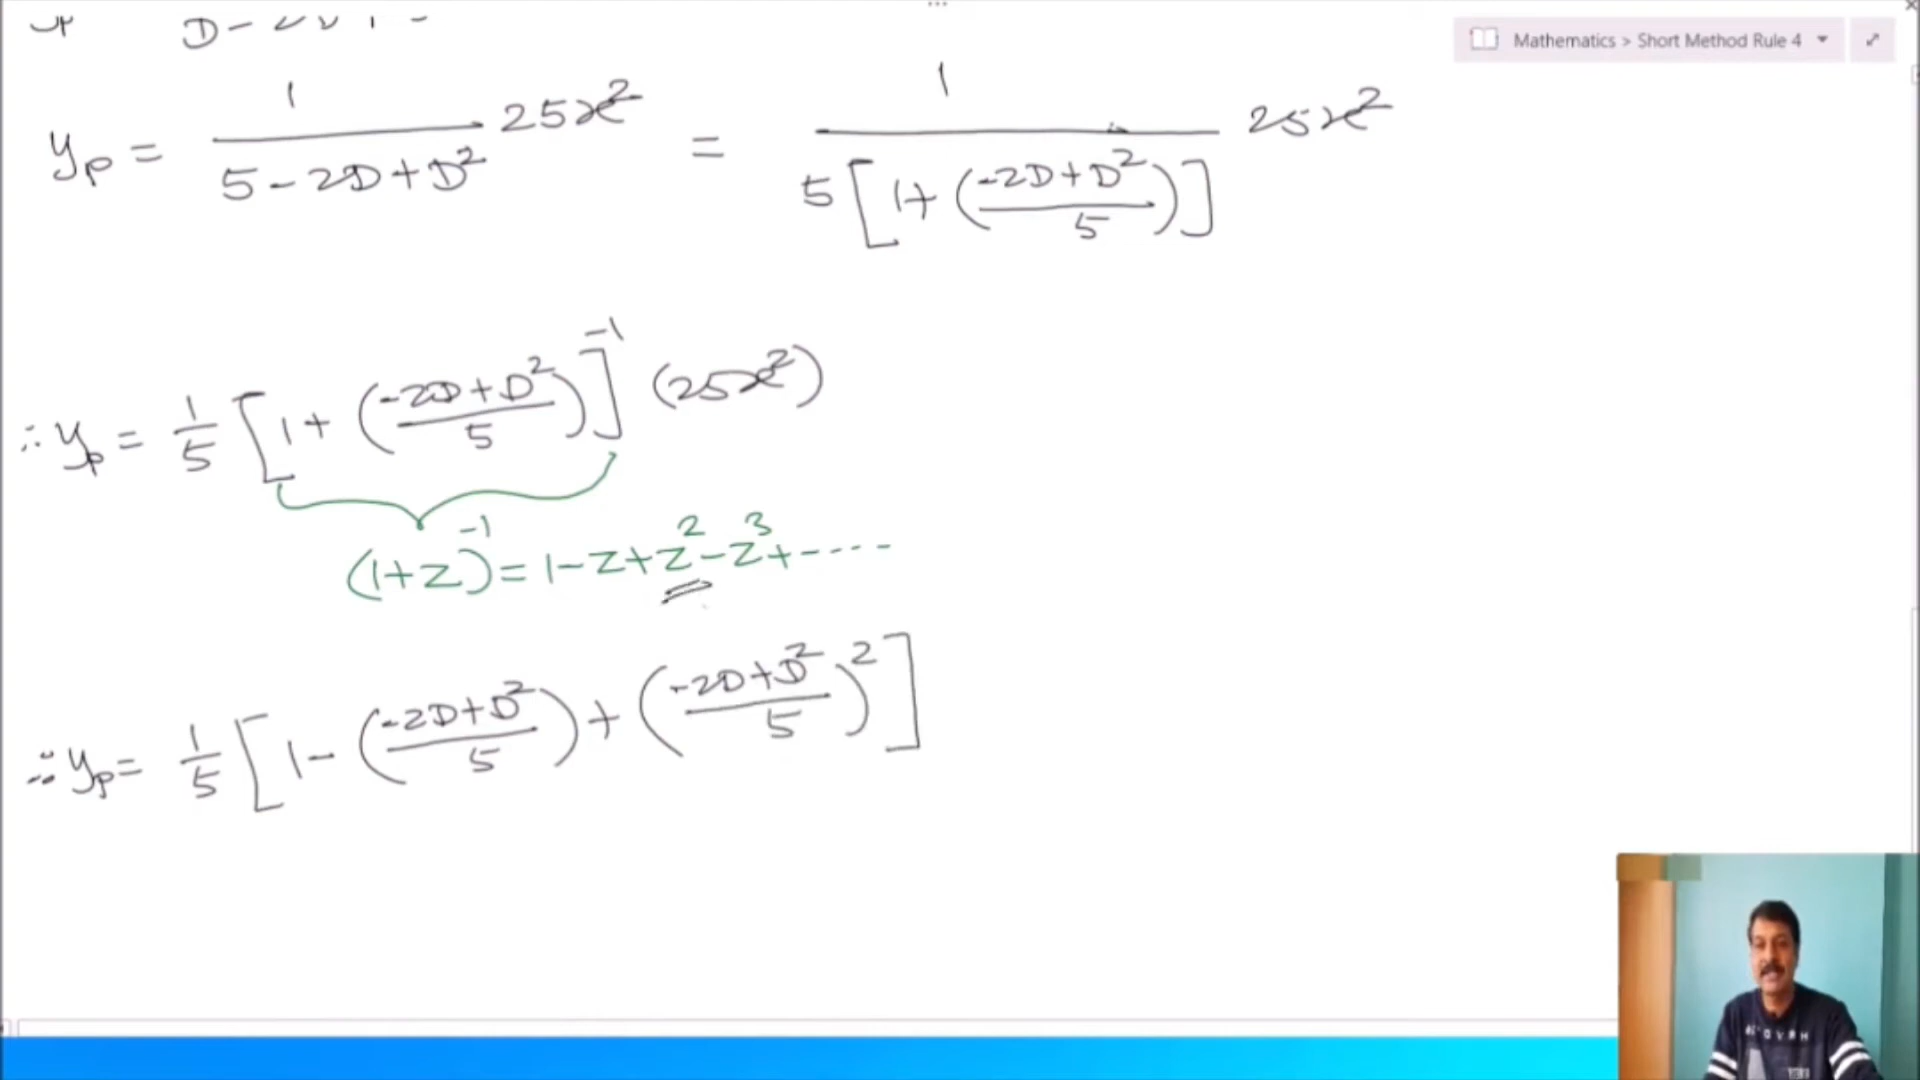 Mathematics > Short Method Rule 4
yp = 1 / (5 - 2D + D²) 25x² = 1 / (5 [1 + ((-2D + D²) / 5)]) 25x²
∴ yp = 1/5 [1 + ((-2D + D²) / 5)]⁻¹ (25x²)
(1+z)⁻¹ = 1 - z + z² - z³ + ----
∴ yp = 1/5 [1 - ((-2D + D²) / 5) + ((-2D + D²) / 5)²]